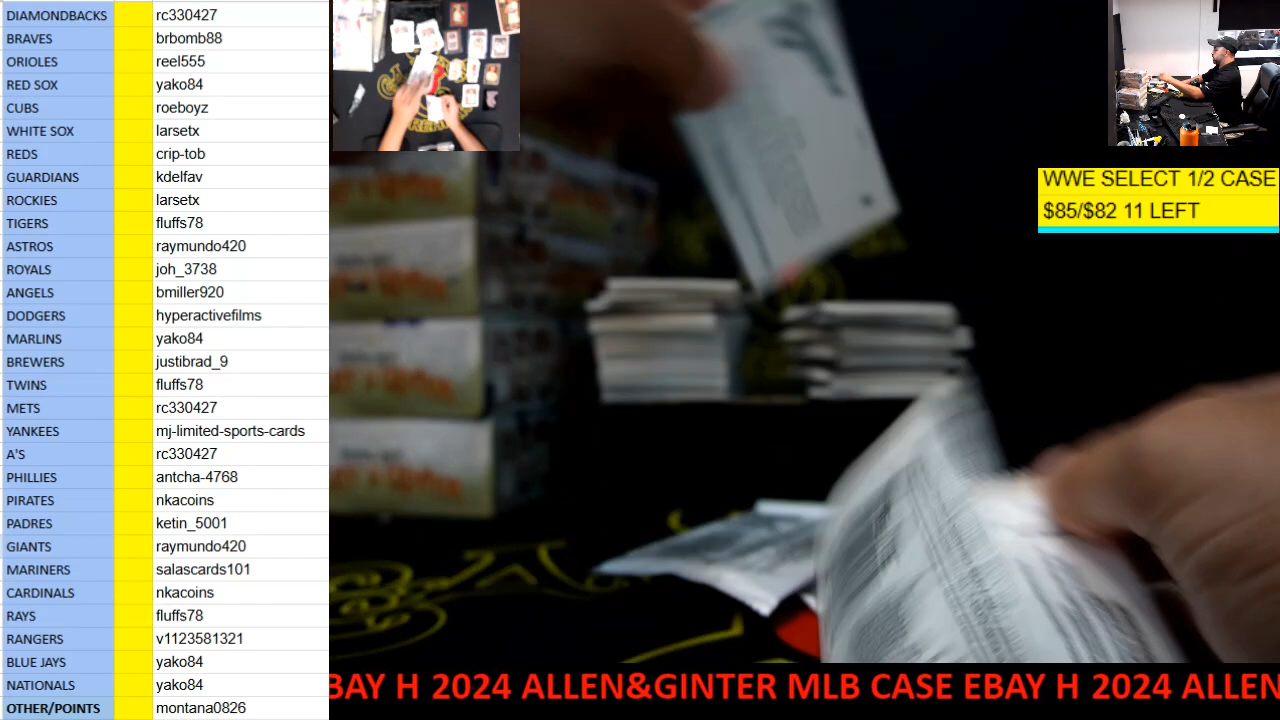 DIAMONDBACKS rc330427
BRAVES brbomb88
ORIOLES reel555
RED SOX yako84
CUBS roeboyz
WHITE SOX larsetx
REDS crip-tob
GUARDIANS kdelfav
ROCKIES larsetx
TIGERS fluffs78
ASTROS raymundo420
ROYALS joh_3738
ANGELS bmiller920
DODGERS hyperactivefilms
MARLINS yako84
BREWERS justibrad_9
TWINS fluffs78
METS rc330427
YANKEES mj-limited-sports-cards
A'S rc330427
PHILLIES antcha-4768
PIRATES nkacoins
PADRES ketin_5001
GIANTS raymundo420
MARINERS salascards101
CARDINALS nkacoins
RAYS fluffs78
RANGERS v1123581321
BLUE JAYS yako84
NATIONALS yako84
OTHER/POINTS montana0826
WWE SELECT 1/2 CASE
$85/$82 11 LEFT
BAY H 2024 ALLEN&GINTER MLB CASE EBAY H 2024 ALLEN